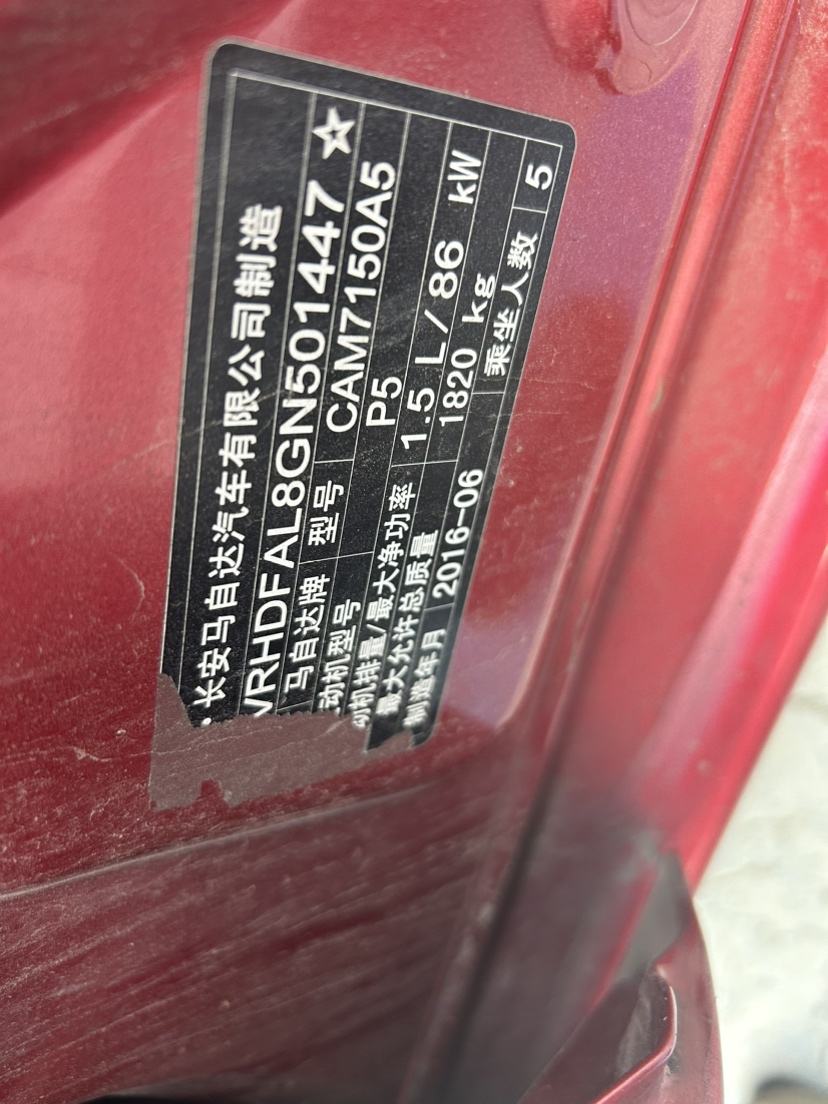 长安马自达汽车有限公司制造
VRHDFAL8GN501447☆
马自达牌 型号 CAM7150A5
动机型号 P5
动机排量/最大净功率 1.5 L/86 kW
最大允许总质量 1820 kg
制造年月 2016-06 乘坐人数 5